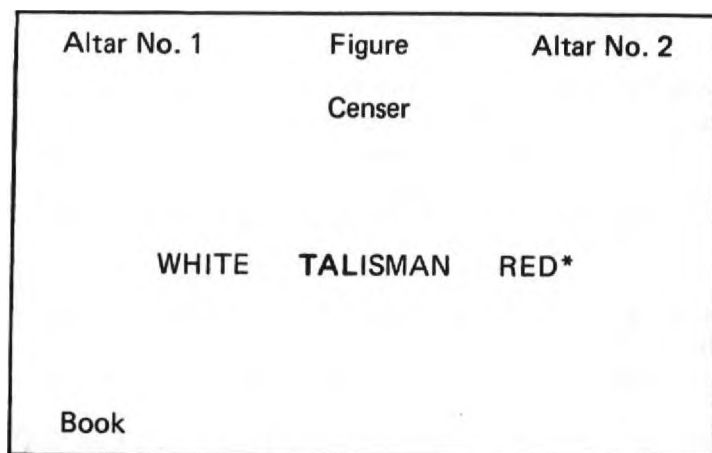 Altar No. 1 Figure Altar No. 2
Censer
WHITE TALISMAN RED*
Book